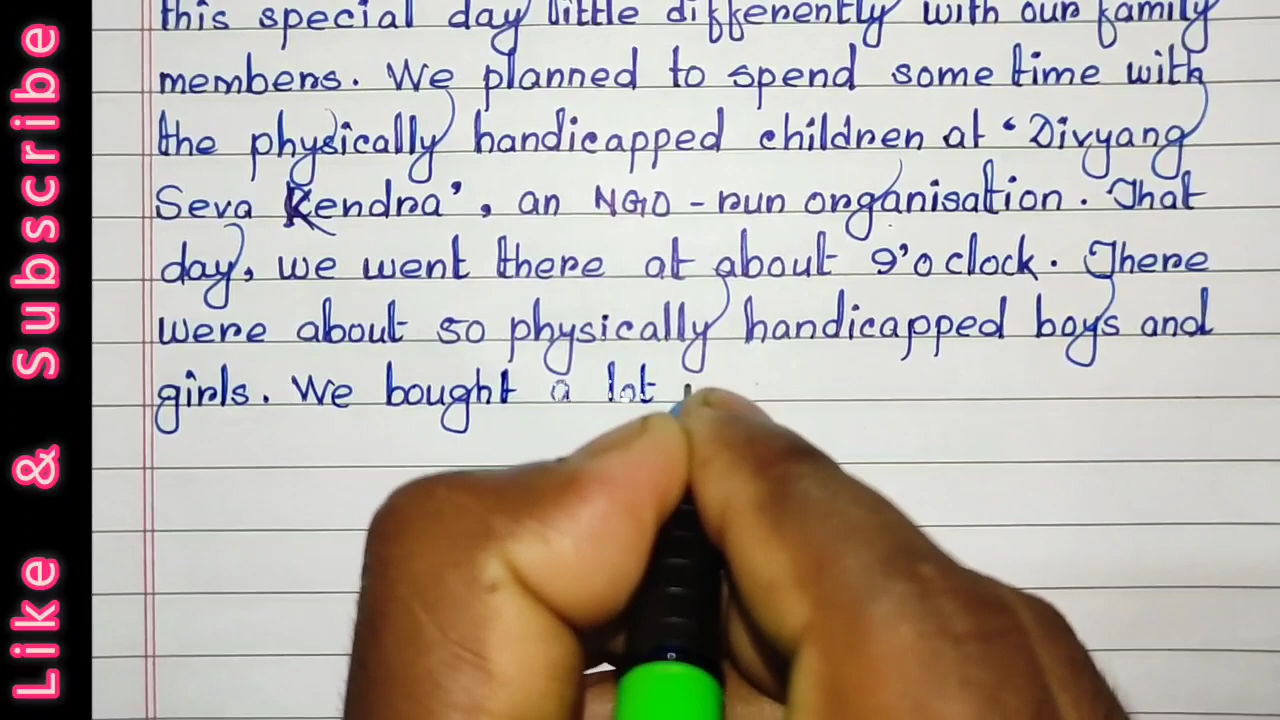 this special day little differently with our family
members. We planned to spend some time with
the physically handicapped children at 'Divyang
Seva Kendra', an NGO-run organisation. That
day, we went there at about 9'o clock. There
were about 50 physically handicapped boys and
girls. We bought a lot
Like & Subscribe